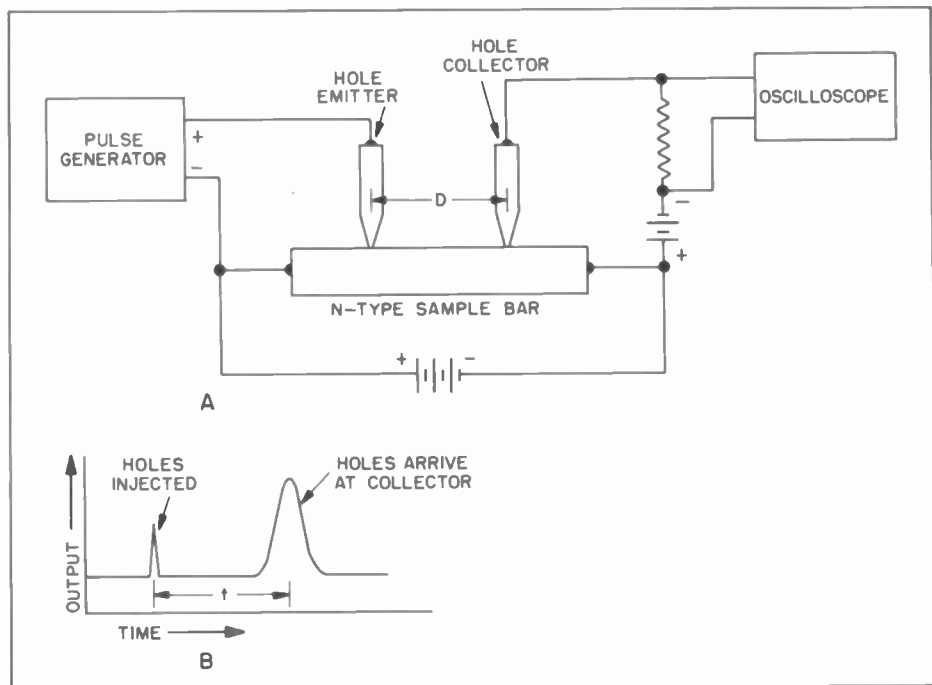 HOLE
EMITTER
HOLE
COLLECTOR
PULSE
GENERATOR
+
−
OSCILLOSCOPE
D
−
+
N-TYPE SAMPLE BAR
+
−
A
HOLES
INJECTED
HOLES ARRIVE
AT COLLECTOR
OUTPUT
t
TIME
B